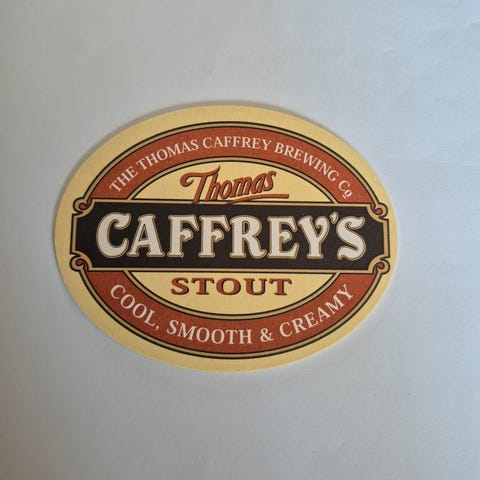 THE THOMAS CAFFREY BREWING Co
Thomas
CAFFREY'S
STOUT
COOL, SMOOTH & CREAMY